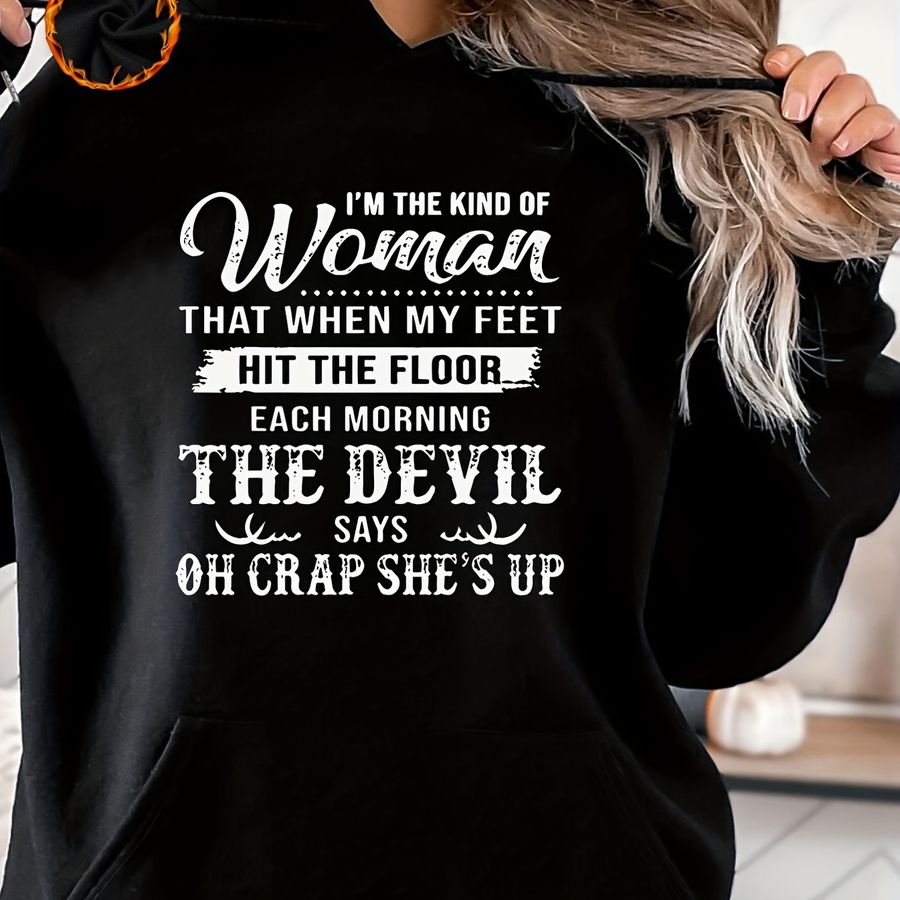 I'M THE KIND OF
Woman
THAT WHEN MY FEET
HIT THE FLOOR
EACH MORNING
THE DEVIL
SAYS
OH CRAP SHE'S UP